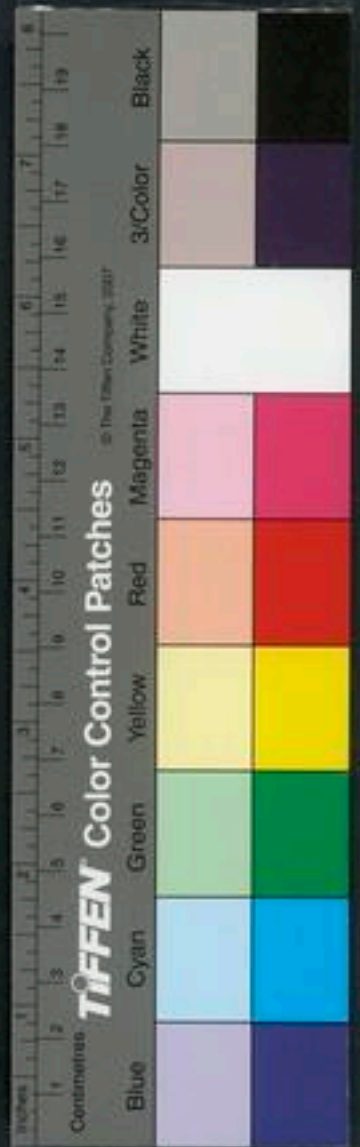 Inches 1 2 3 4 5 6 7 8
Centimetres 1 2 3 4 5 6 7 8 9 10 11 12 13 14 15 16 17 18 19
TIFFEN® Color Control Patches © The Tiffen Company, 2007
Blue Cyan Green Yellow Red Magenta White 3/Color Black